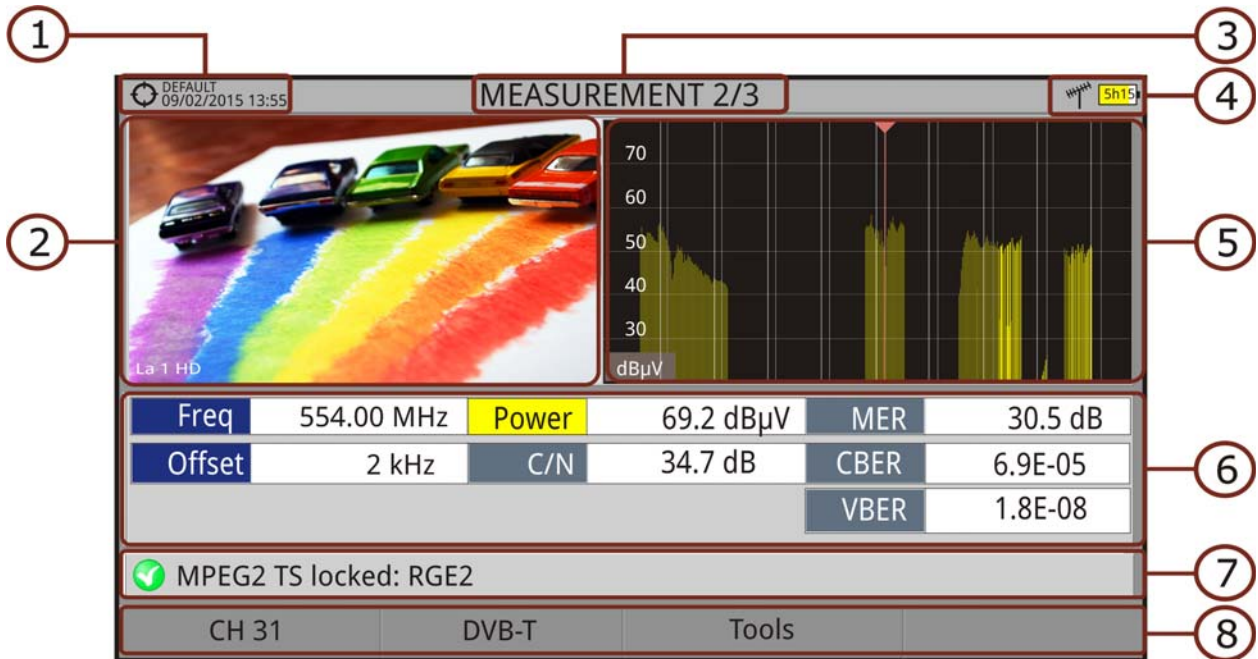 1
3
DEFAULT
09/02/2015 13:55
MEASUREMENT 2/3
5h15
4
2
La 1 HD
70
60
50
40
30
dBµV
5
Freq 554.00 MHz Power 69.2 dBµV MER 30.5 dB
Offset 2 kHz C/N 34.7 dB CBER 6.9E-05
VBER 1.8E-08
6
MPEG2 TS locked: RGE2
7
CH 31 DVB-T Tools
8